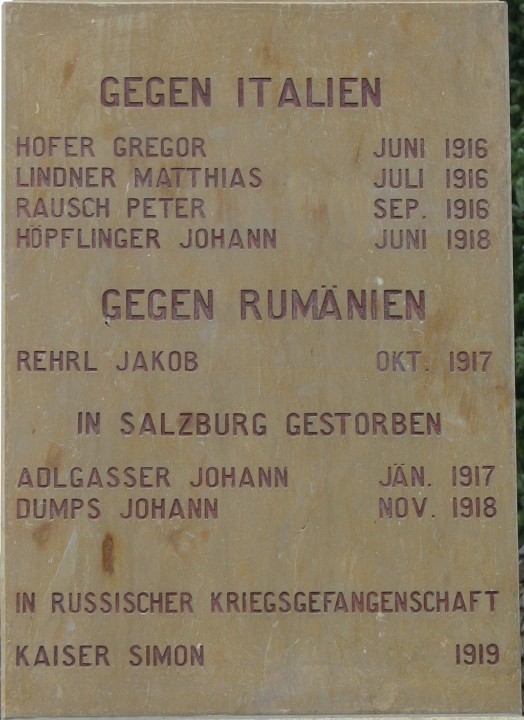 GEGEN ITALIEN
HOFER GREGOR JUNI 1916
LINDNER MATTHIAS JULI 1916
RAUSCH PETER SEP. 1916
HÖPFLINGER JOHANN JUNI 1918
GEGEN RUMÄNIEN
REHRL JAKOB OKT. 1917
IN SALZBURG GESTORBEN
ADLGASSER JOHANN JÄN. 1917
DUMPS JOHANN NOV. 1918
IN RUSSISCHER KRIEGSGEFANGENSCHAFT
KAISER SIMON 1919